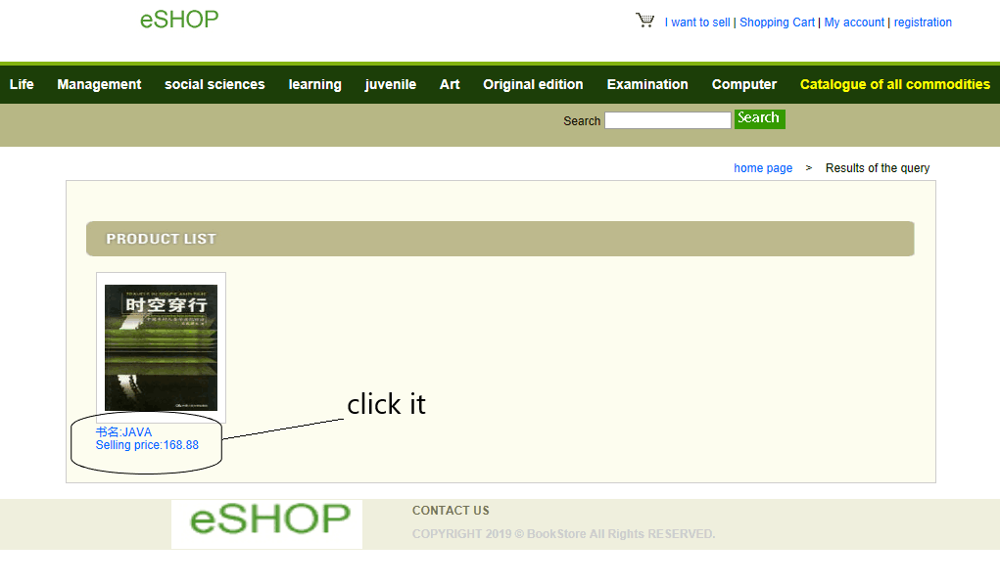 eSHOP
I want to sell | Shopping Cart | My account | registration
Life Management social sciences learning juvenile Art Original edition Examination Computer Catalogue of all commodities
Search Search
home page > Results of the query
PRODUCT LIST
时空穿行
click it
书名:JAVA
Selling price:168.88
eSHOP
CONTACT US
COPYRIGHT 2019 © BookStore All Rights RESERVED.